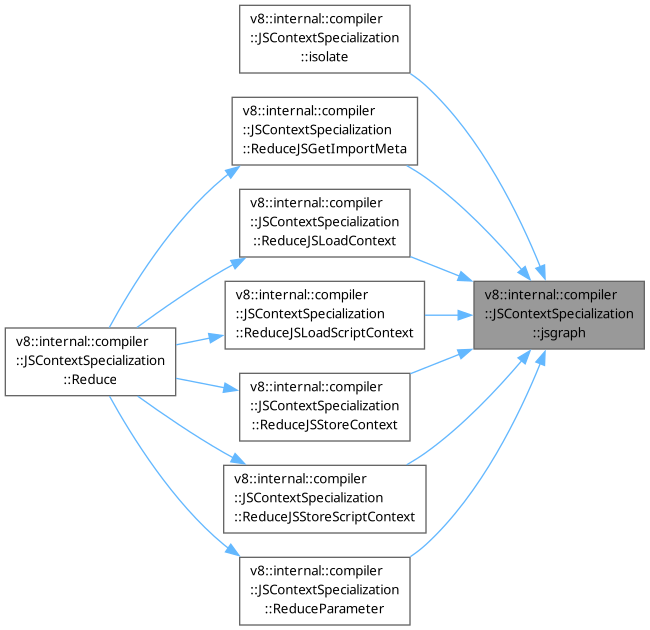 v8::internal::compiler
::JSContextSpecialization
::isolate
v8::internal::compiler
::JSContextSpecialization
::ReduceJSGetImportMeta
v8::internal::compiler
::JSContextSpecialization
::ReduceJSLoadContext
v8::internal::compiler
::JSContextSpecialization
::jsgraph
v8::internal::compiler
::JSContextSpecialization
::ReduceJSLoadScriptContext
v8::internal::compiler
::JSContextSpecialization
::Reduce
v8::internal::compiler
::JSContextSpecialization
::ReduceJSStoreContext
v8::internal::compiler
::JSContextSpecialization
::ReduceJSStoreScriptContext
v8::internal::compiler
::JSContextSpecialization
::ReduceParameter